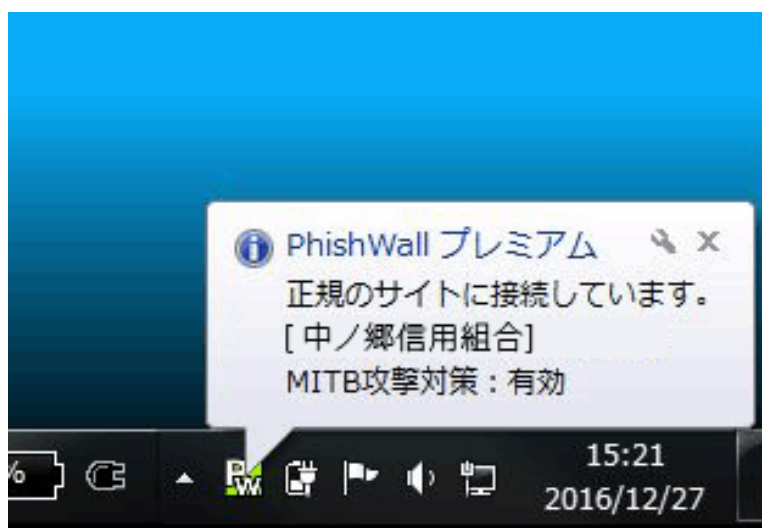 PhishWall プレミアム
正規のサイトに接続しています。
[中ノ郷信用組合]
MITB攻撃対策：有効
%
PW
15:21
2016/12/27